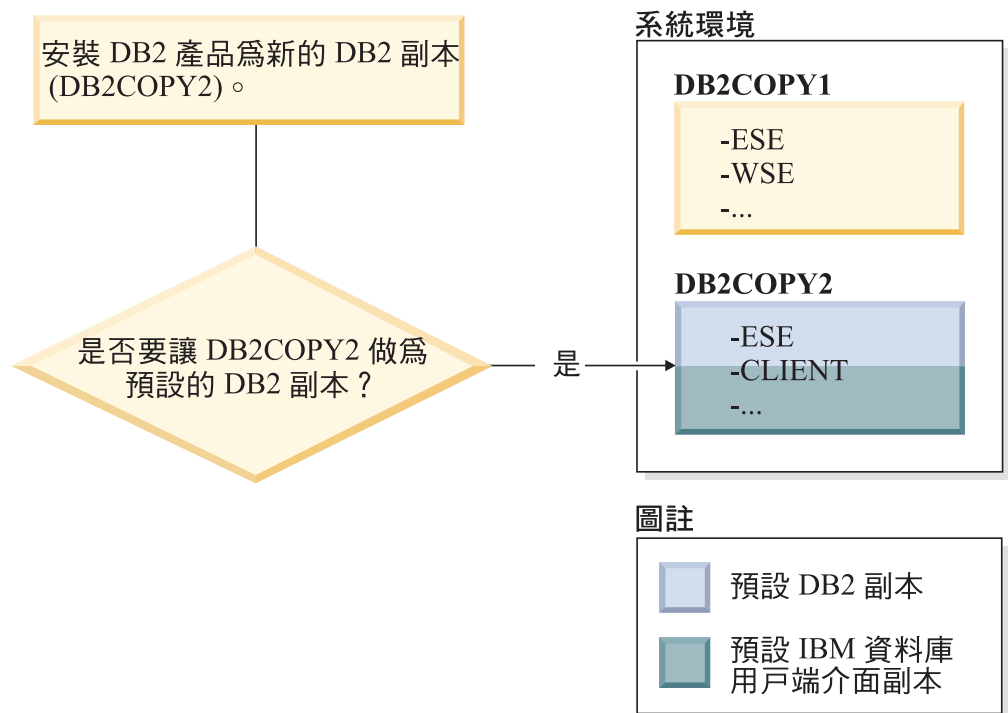 安裝 DB2 產品爲新的 DB2 副本
(DB2COPY2)。
是否要讓 DB2COPY2 做爲
預設的 DB2 副本？
是
系統環境
DB2COPY1
-ESE
-WSE
-...
DB2COPY2
-ESE
-CLIENT
-...
圖註
預設 DB2 副本
預設 IBM 資料庫
用戶端介面副本